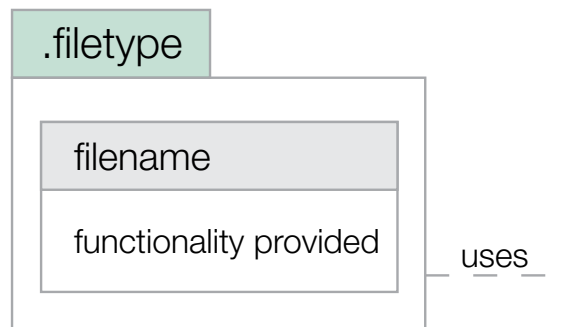 .filetype
filename
functionality provided
uses